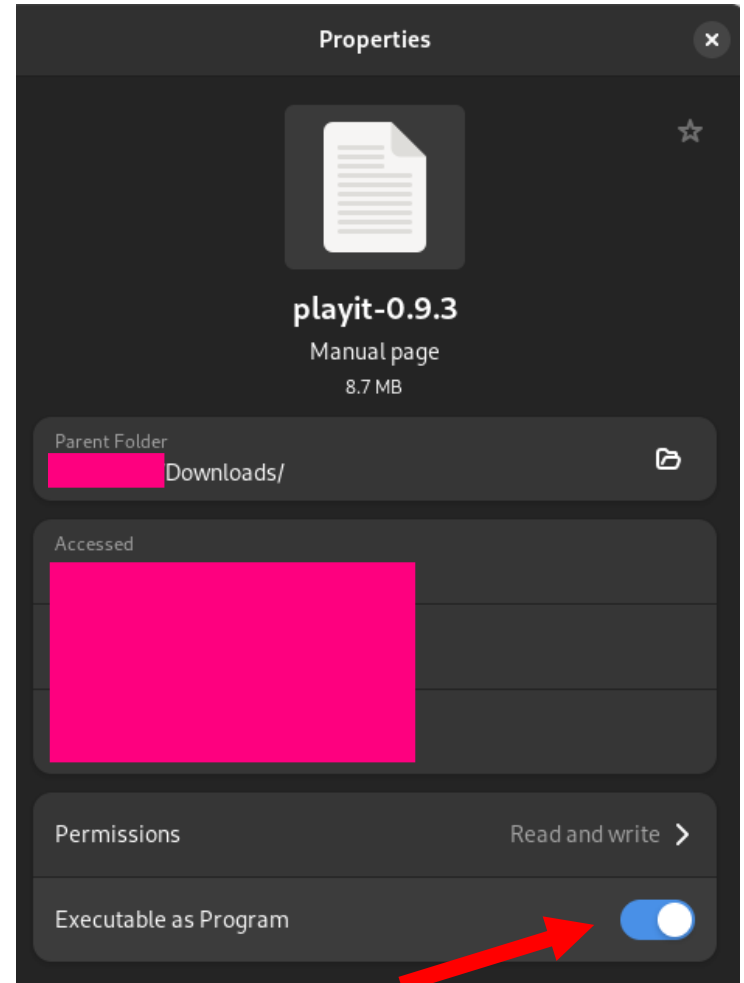 Properties
playit-0.9.3
Manual page
8.7 MB
Parent Folder
/Downloads/
Accessed
Permissions
Read and write
Executable as Program